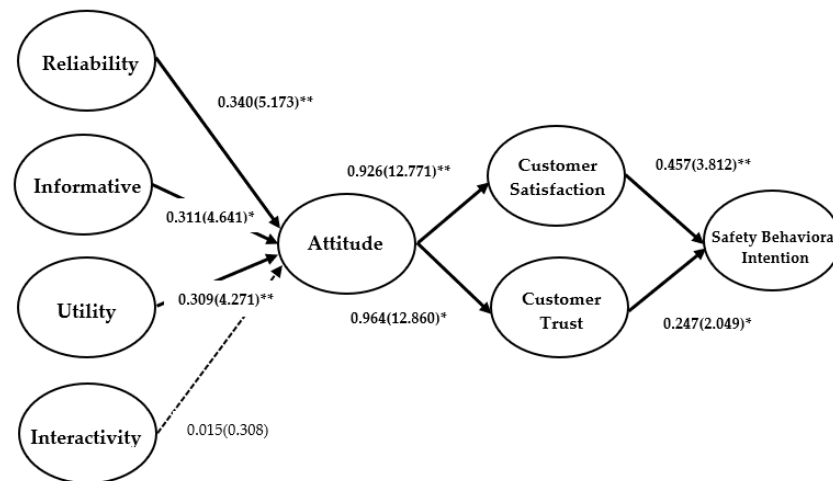 Reliability
0.340(5.173)**
Informative
0.311(4.641)*
Utility
0.309(4.271)**
Interactivity
0.015(0.308)
Attitude
0.926(12.771)**
0.964(12.860)*
Customer
Satisfaction
Customer
Trust
0.457(3.812)**
0.247(2.049)*
Safety Behaviora
Intention